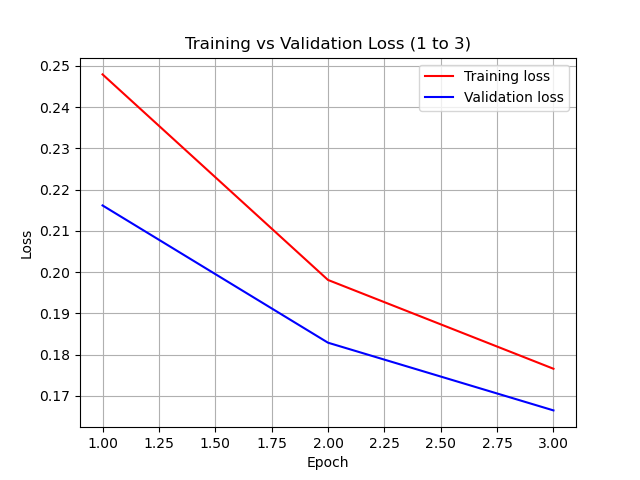 Training vs Validation Loss (1 to 3)
Training loss
Validation loss
Loss
0.25
0.24
0.23
0.22
0.21
0.20
0.19
0.18
0.17
1.00 1.25 1.50 1.75 2.00 2.25 2.50 2.75 3.00
Epoch